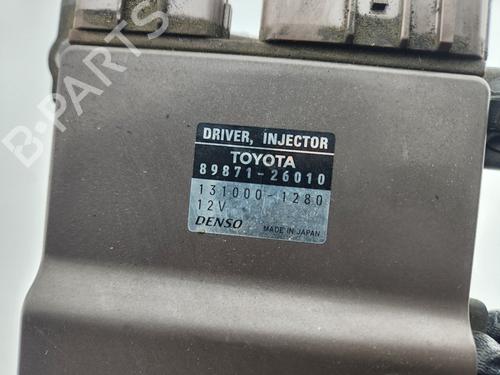 DRIVER, INJECTOR
TOYOTA
89871-26010
131000-1280
12V
DENSO MADE IN JAPAN
B-PARTS